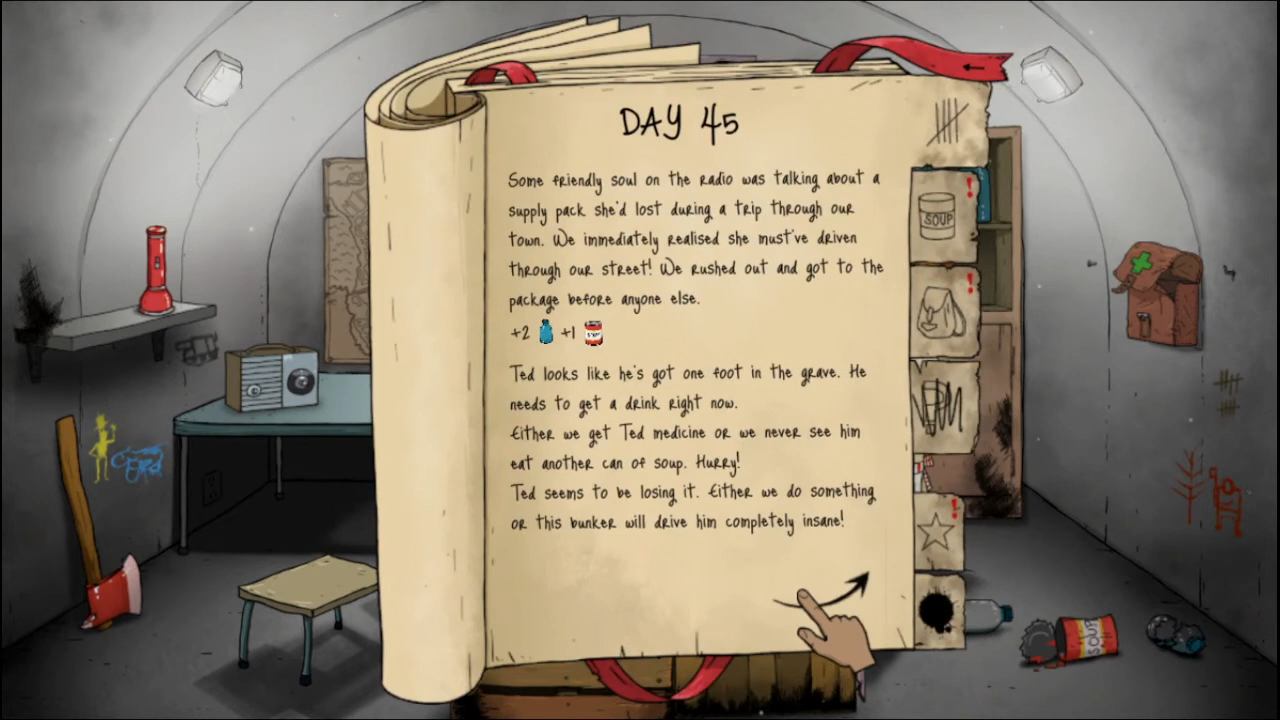 DAY 45
Some friendly soul on the radio was talking about a
supply pack she'd lost during a trip through our
town. We immediately realised she must've driven
through our street! We rushed out and got to the
package before anyone else.
+2 +1
Ted looks like he's got one foot in the grave. He
needs to get a drink right now.
Either we get Ted medicine or we never see him
eat another can of soup. Hurry!
Ted seems to be losing it. Either we do something
or this bunker will drive him completely insane!
!
SOUP
!
!
SOUP